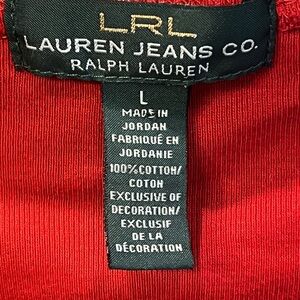 LRL
LAUREN JEANS CO.
RALPH LAUREN
L
MADE IN
JORDAN
FABRIQUÉ EN
JORDANIE
100%COTTON/
COTON
EXCLUSIVE OF
DECORATION/
EXCLUSIF
DE LA
DÉCORATION